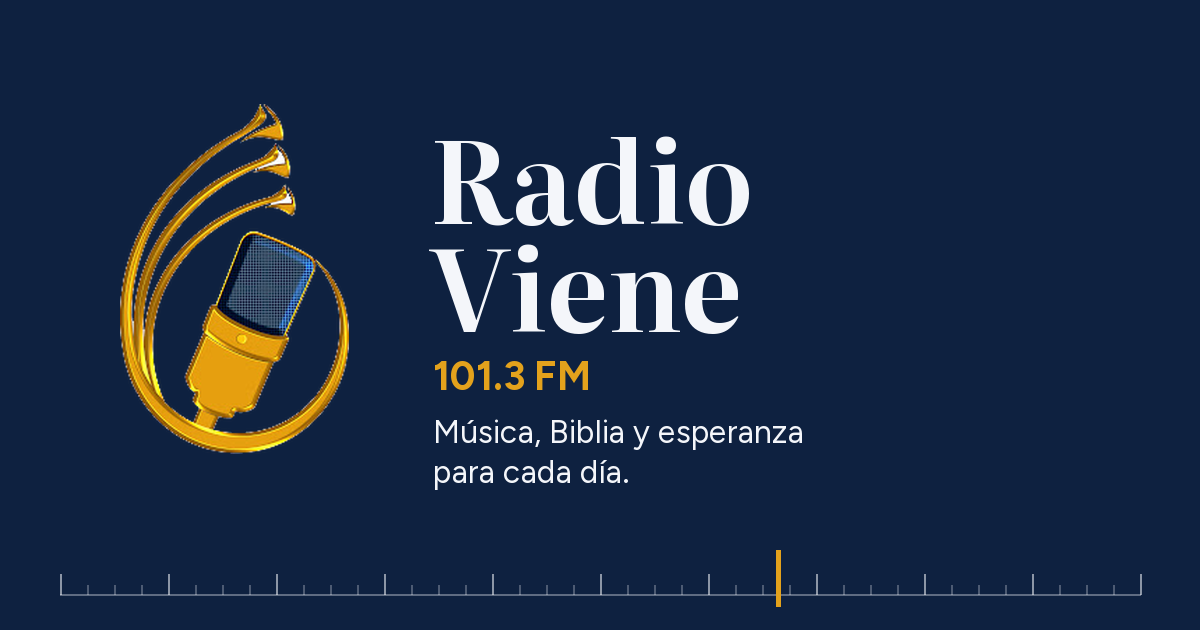 Radio
Viene
101.3 FM
Música, Biblia y esperanza
para cada día.